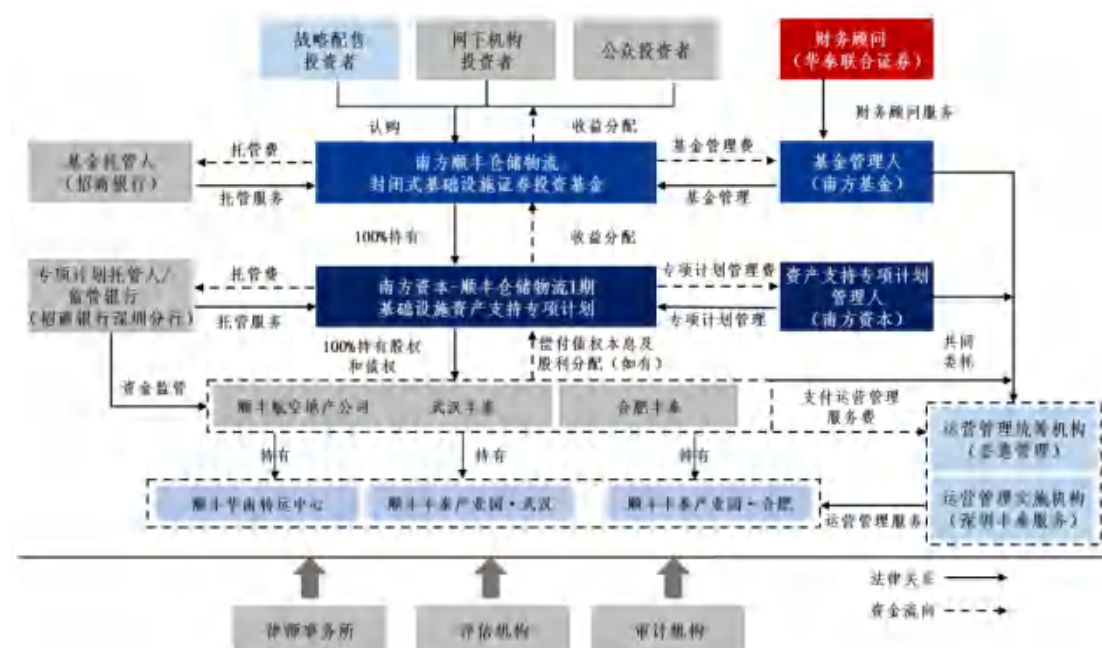 战略配售
投资者
网下机构
投资者
公众投资者
财务顾问
（华泰联合证券）
认购
收益分配
财务顾问服务
基金托管人
（招商银行）
托管费
托管服务
南方顺丰仓储物流
封闭式基础设施证券投资基金
基金管理费
基金管理
基金管理人
（南方基金）
100%持有
收益分配
专项计划托管人/
监管银行
（招商银行深圳分行）
托管费
托管服务
南方资本-顺丰仓储物流1期
基础设施资产支持专项计划
专项计划管理费
专项计划管理
资产支持专项计划
管理人
（南方资本）
100%持有股权
和债权
偿付债权本息及
股利分配（如有）
共同
委托
资金监管
顺丰航空地产公司
武汉丰泰
合肥丰泰
支付运营管理
服务费
运营管理统筹机构
持有
持有
持有
顺丰华南转运中心
顺丰丰泰产业园·武汉
顺丰丰泰产业园·合肥
运营管理服务
运营管理实施机构
（深圳丰泰服务）
法律关系
资金流向
律师事务所
评估机构
审计机构